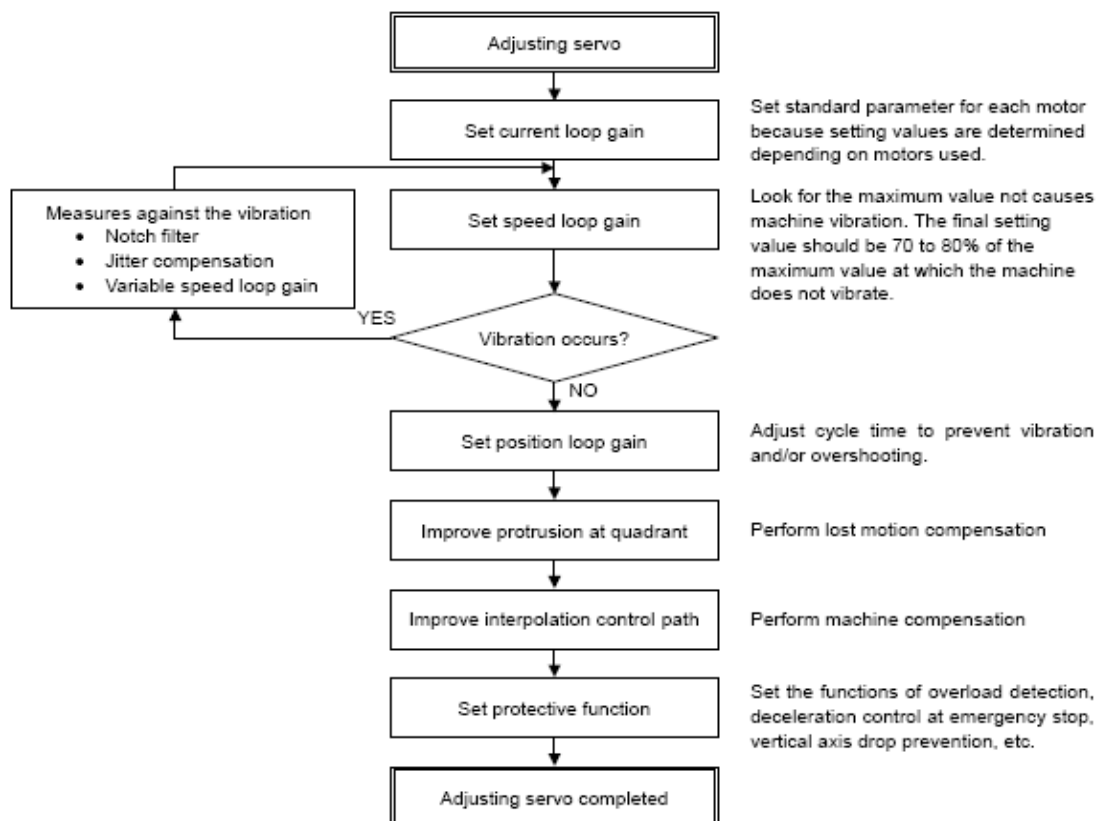 Adjusting servo
Set current loop gain
Set standard parameter for each motor
because setting values are determined
depending on motors used.
Measures against the vibration
• Notch filter
• Jitter compensation
• Variable speed loop gain
Set speed loop gain
Look for the maximum value not causes
machine vibration. The final setting
value should be 70 to 80% of the
maximum value at which the machine
does not vibrate.
YES
Vibration occurs?
NO
Set position loop gain
Adjust cycle time to prevent vibration
and/or overshooting.
Improve protrusion at quadrant
Perform lost motion compensation
Improve interpolation control path
Perform machine compensation
Set protective function
Set the functions of overload detection,
deceleration control at emergency stop,
vertical axis drop prevention, etc.
Adjusting servo completed